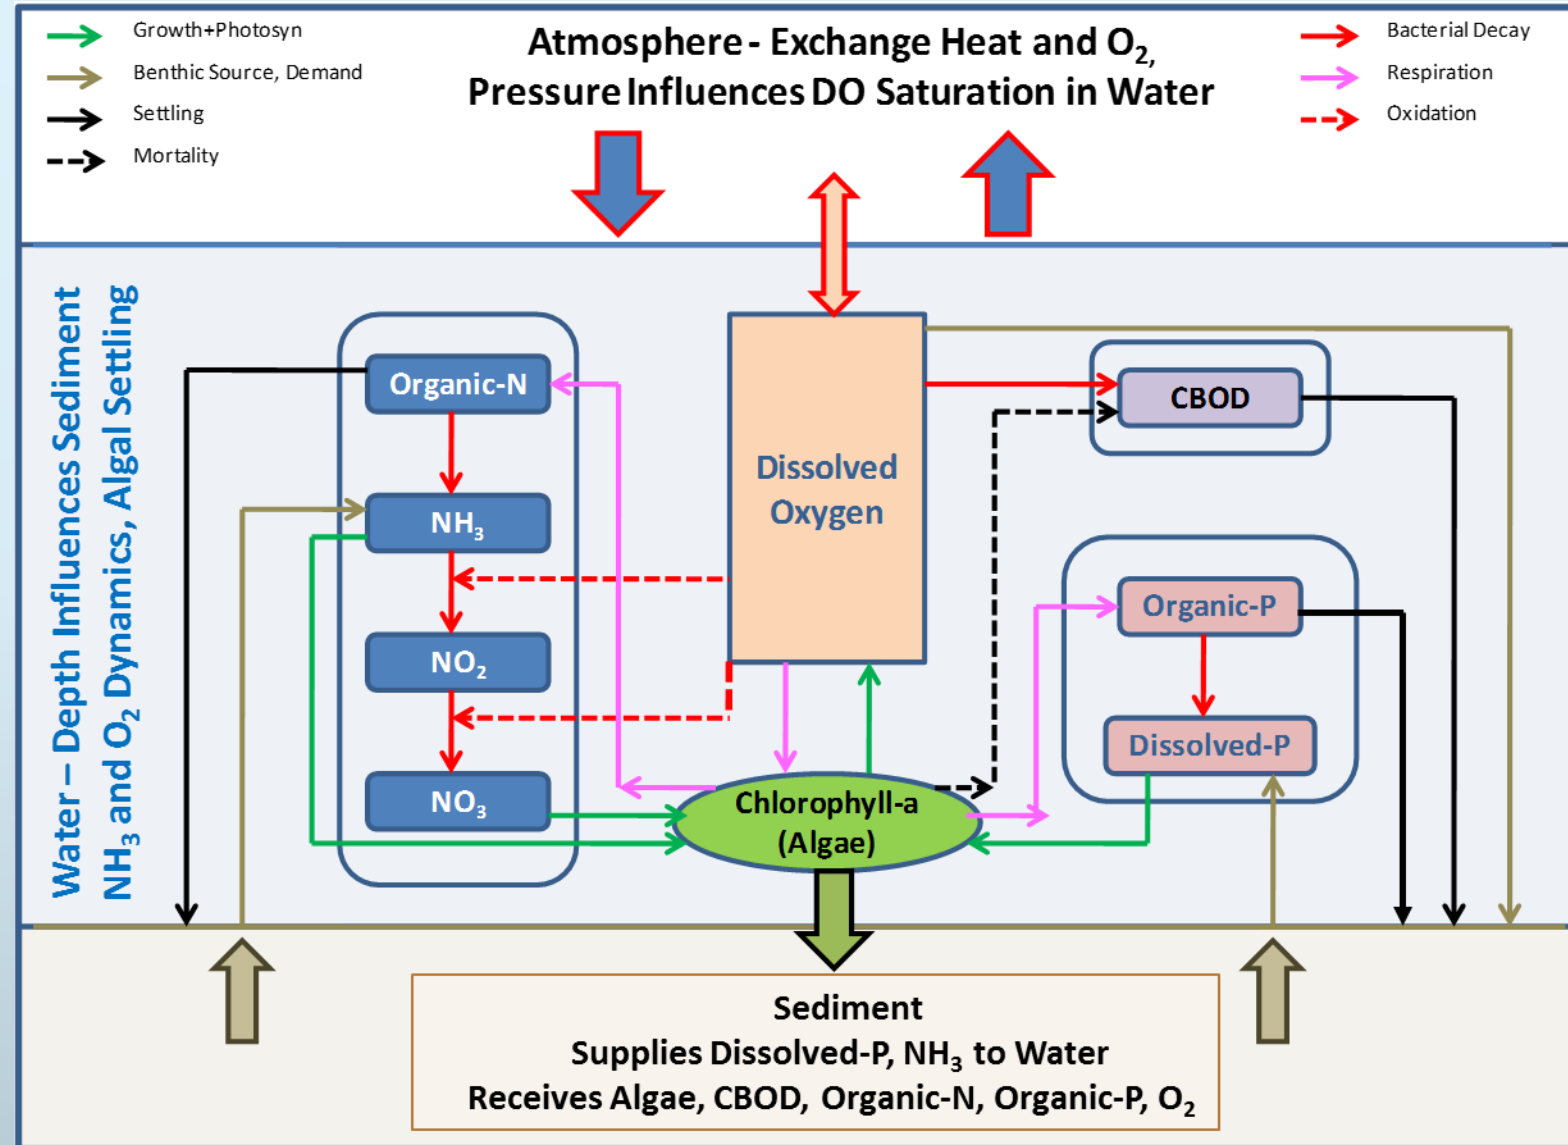 Growth+Photosyn
Benthic Source, Demand
Settling
Mortality
Atmosphere - Exchange Heat and O₂,
Pressure Influences DO Saturation in Water
Bacterial Decay
Respiration
Oxidation
Water – Depth Influences Sediment
NH₃ and O₂ Dynamics, Algal Settling
Organic-N
NH₃
NO₂
NO₃
Dissolved
Oxygen
CBOD
Organic-P
Dissolved-P
Chlorophyll-a
(Algae)
Sediment
Supplies Dissolved-P, NH₃ to Water
Receives Algae, CBOD, Organic-N, Organic-P, O₂